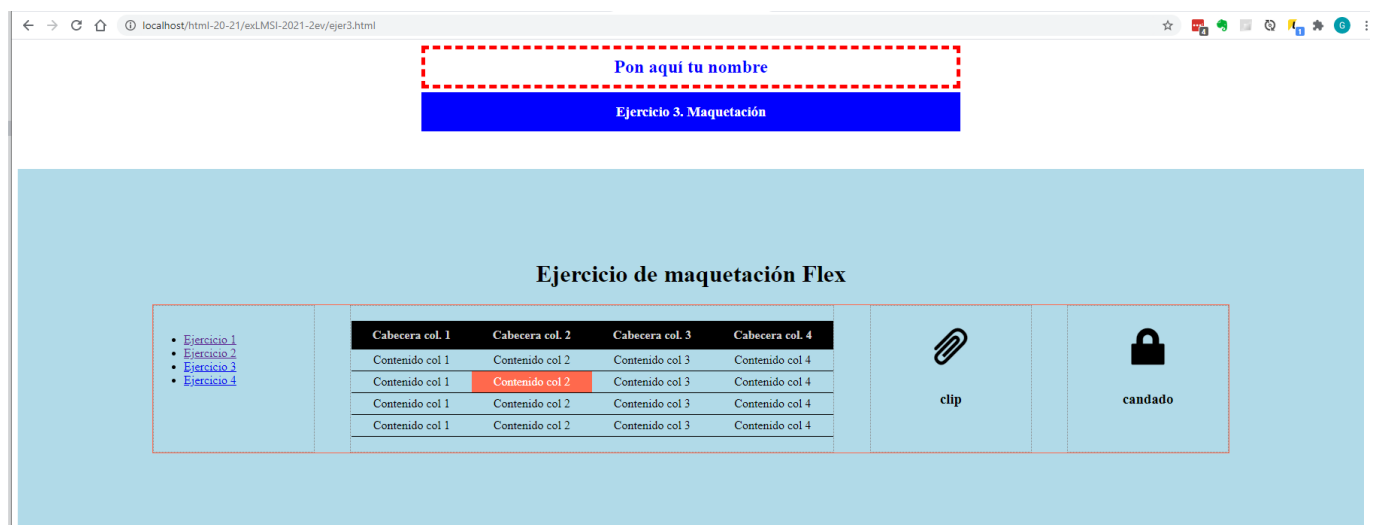 localhost/html-20-21/exLMSI-2021-2ev/ejer3.html
4
1
G
Pon aquí tu nombre
Ejercicio 3. Maquetación
Ejercicio de maquetación Flex
Ejercicio 1
Ejercicio 2
Ejercicio 3
Ejercicio 4
Cabecera col. 1 Cabecera col. 2 Cabecera col. 3 Cabecera col. 4
Contenido col 1 Contenido col 2 Contenido col 3 Contenido col 4
Contenido col 1 Contenido col 2 Contenido col 3 Contenido col 4
Contenido col 1 Contenido col 2 Contenido col 3 Contenido col 4
Contenido col 1 Contenido col 2 Contenido col 3 Contenido col 4
clip
candado